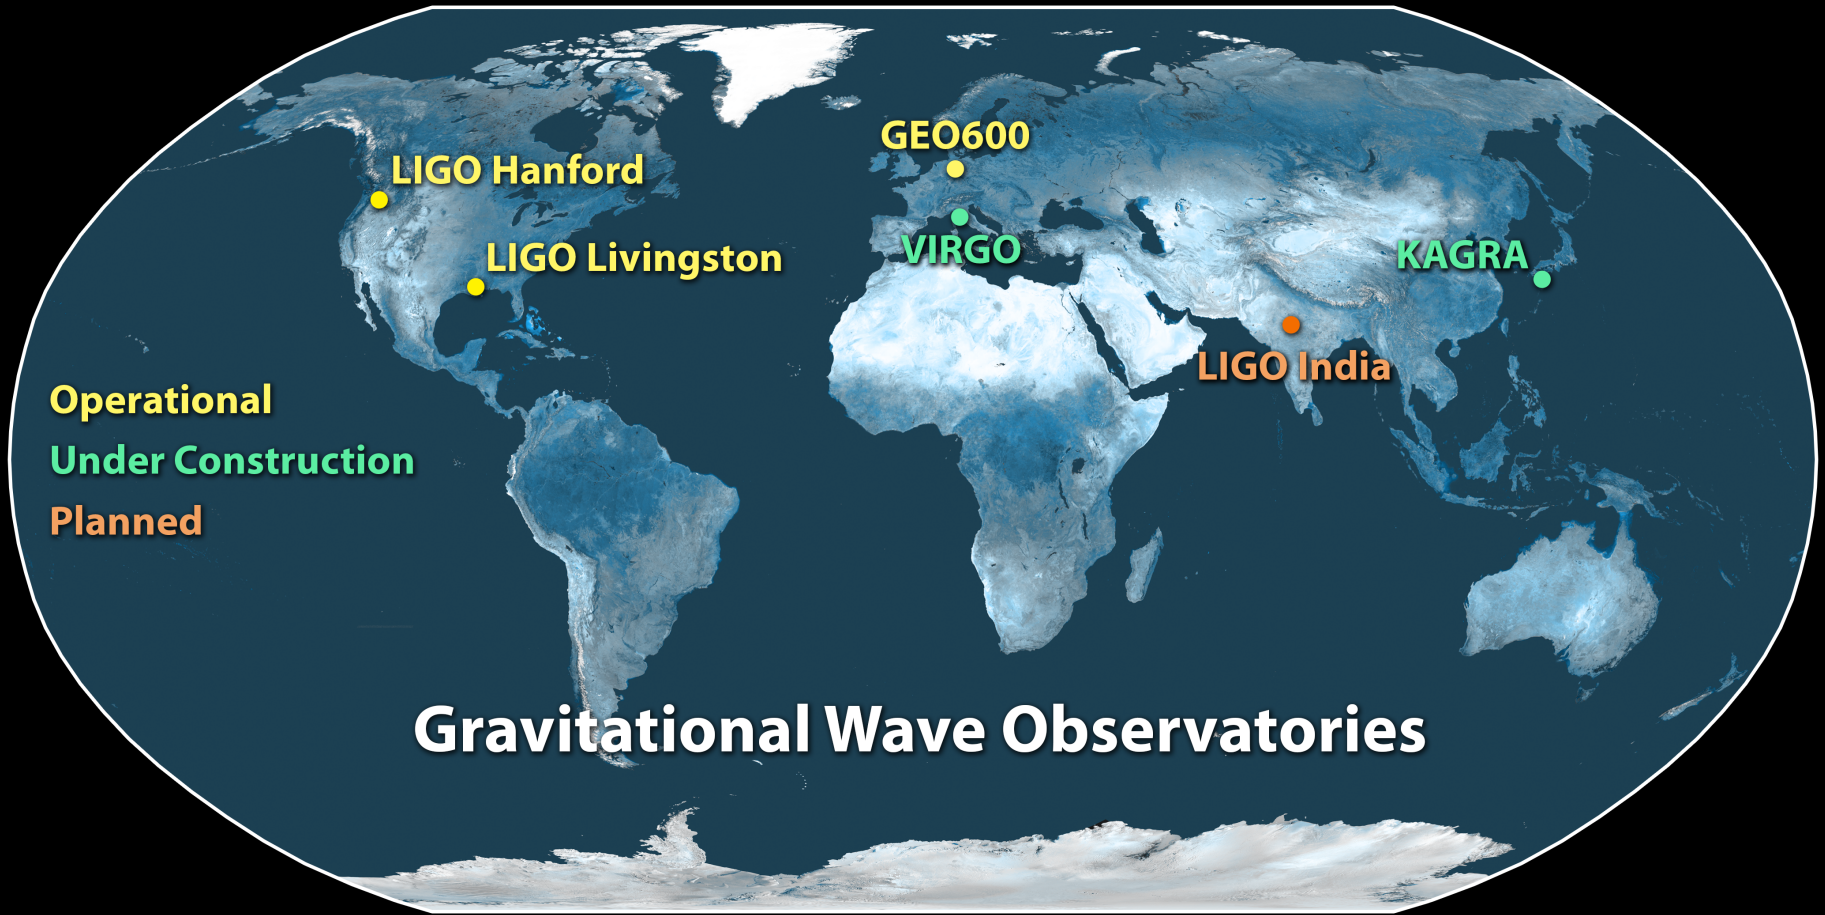 GEO600
LIGO Hanford
VIRGO
KAGRA
LIGO Livingston
LIGO India
Operational
Under Construction
Planned
Gravitational Wave Observatories